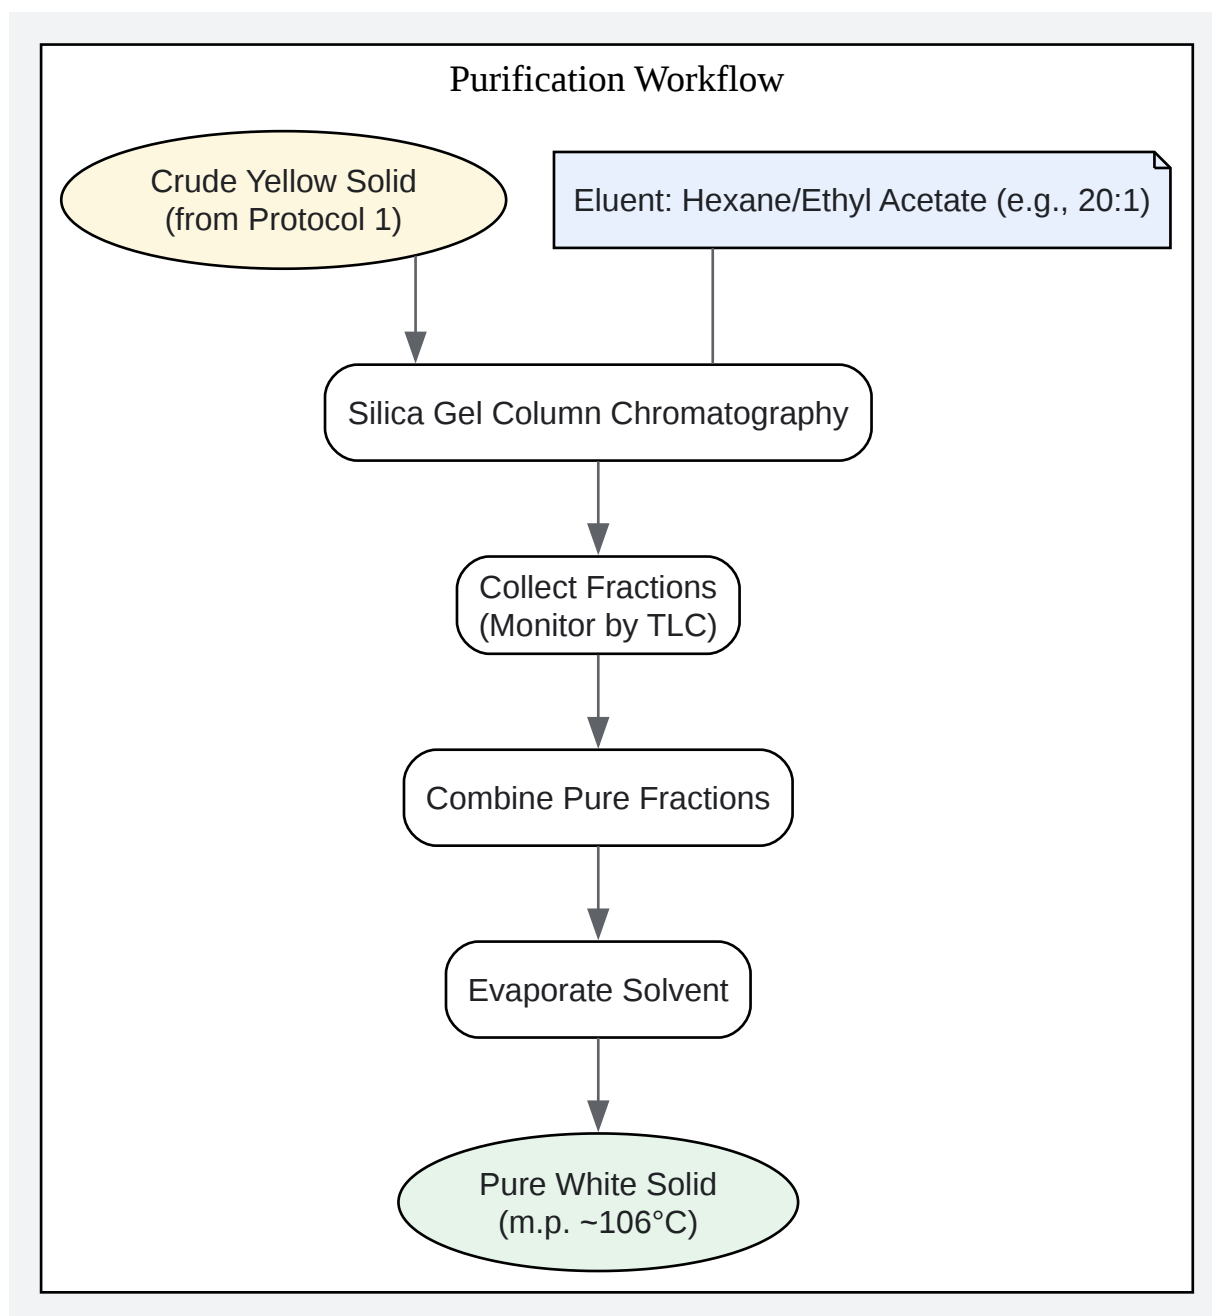 Purification Workflow
Crude Yellow Solid
(from Protocol 1)
Eluent: Hexane/Ethyl Acetate (e.g., 20:1)
Silica Gel Column Chromatography
Collect Fractions
(Monitor by TLC)
Combine Pure Fractions
Evaporate Solvent
Pure White Solid
(m.p. ~106°C)